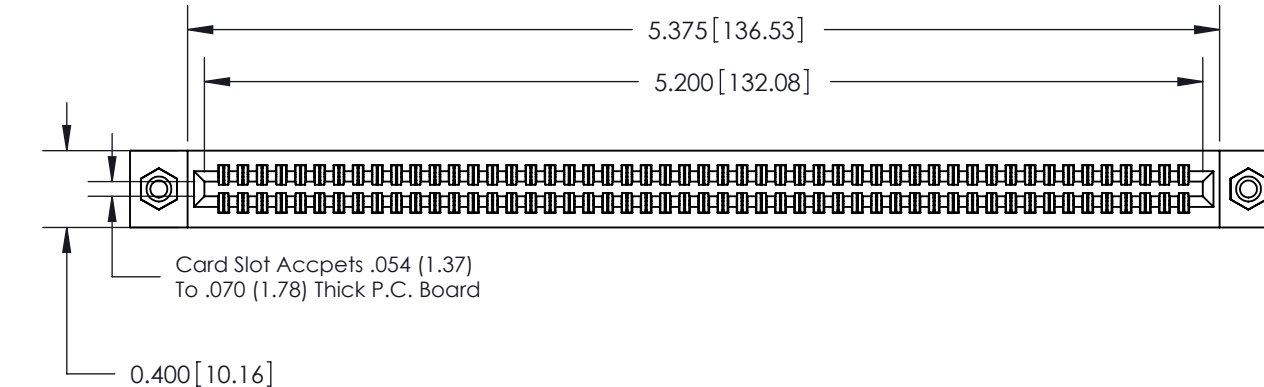 5.375[136.53]
5.200[132.08]
Card Slot Accpets .054 (1.37)
To .070 (1.78) Thick P.C. Board
0.400[10.16]